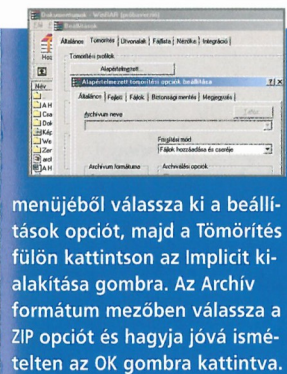 Általános Tömörítés Útvonalak Fájllista Nézőke Integráció
Tömörítési profilok
Alapértelmezett...
Alapértelmezett tömörítési opciók beállítása
Általános Fejlett Fájlok Biztonsági mentés Megjegyzés
Archívum neve
Frissítési mód
Fájlok hozzáadása és cseréje
Archívum formátuma Archiválás opciók
Név
menüjéből válassza ki a beállí-
tások opciót, majd a Tömörítés
fülön kattintson az Implicit ki-
alakítása gombra. Az Archív
formátum mezőben válassza a
ZIP opciót és hagyja jóvá ismé-
telten az OK gombra kattintva.